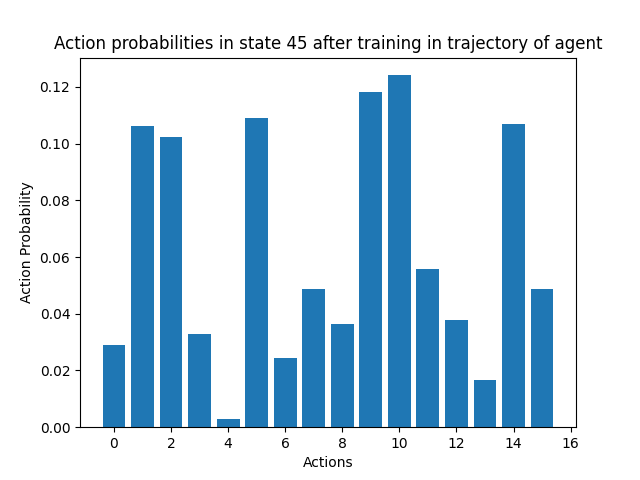 Action probabilities in state 45 after training in trajectory of agent
0.12
0.10
0.08
0.06
0.04
0.02
0.00
Action Probability
0 2 4 6 8 10 12 14 16
Actions